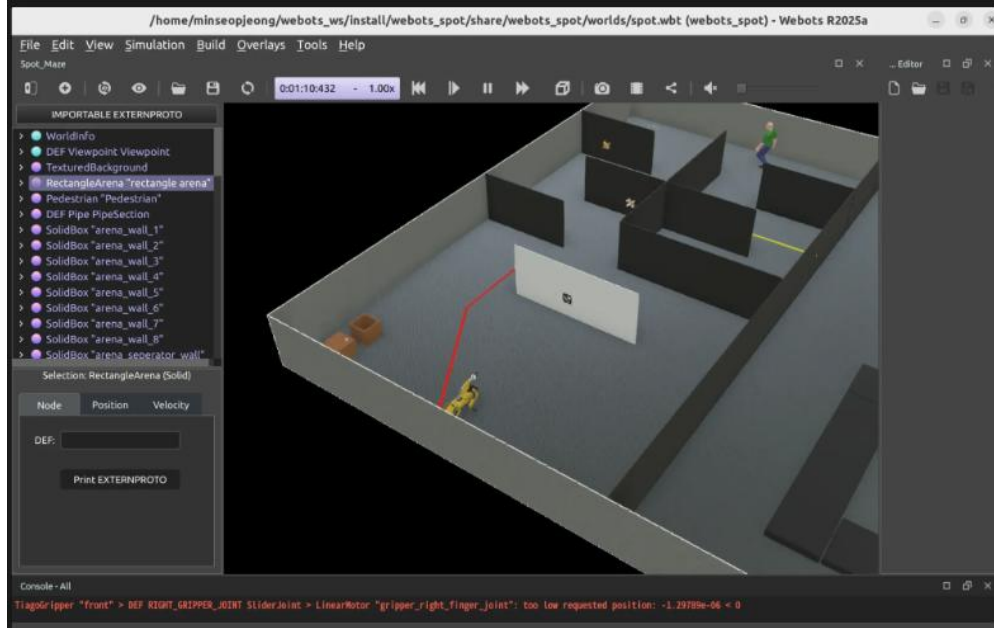 /home/minseopjeong/webots_ws/install/webots_spot/share/webots_spot/worlds/spot.wbt (webots_spot) - Webots R2025a
File Edit View Simulation Build Overlays Tools Help
Spot_Maze
.. Editor
0:01:10:432 - 1.00x
IMPORTABLE EXTERNPROTO
WorldInfo
DEF Viewpoint Viewpoint
TexturedBackground
RectangleArena "rectangle arena"
Pedestrian "Pedestrian"
DEF Pipe PipeSection
SolidBox "arena_wall_1"
SolidBox "arena_wall_2"
SolidBox "arena_wall_3"
SolidBox "arena_wall_4"
SolidBox "arena_wall_5"
SolidBox "arena_wall_6"
SolidBox "arena_wall_7"
SolidBox "arena_wall_8"
SolidBox "arena_seperator_wall"
Selection: RectangleArena (Solid)
Node Position Velocity
DEF:
Print EXTERNPROTO
Console - All
TiagoGripper "front" > DEF RIGHT_GRIPPER_JOINT SliderJoint > LinearMotor "gripper_right_finger_joint": too low requested position: -1.29789e-06 < 0